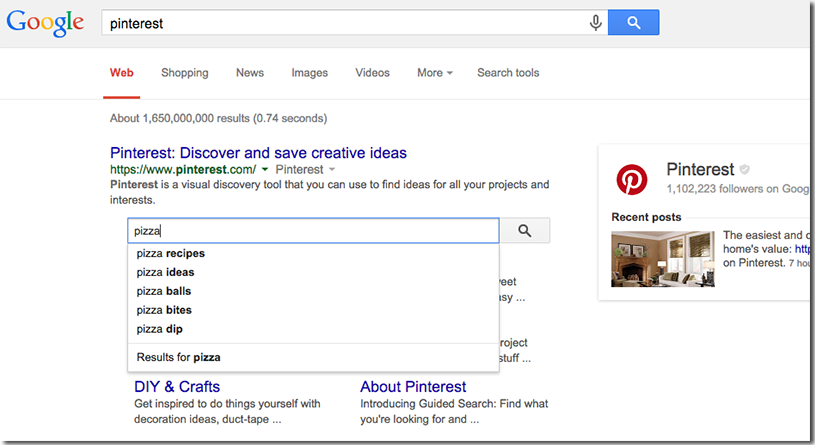 Google
pinterest
Web Shopping News Images Videos More Search tools
About 1,650,000,000 results (0.74 seconds)
Pinterest: Discover and save creative ideas
https://www.pinterest.com/ Pinterest
Pinterest is a visual discovery tool that you can use to find ideas for all your projects and
interests.
pizza
pizza recipes
pizza ideas
pizza balls
pizza bites
pizza dip
Results for pizza
weet
asy ...
roject
stuff ...
DIY & Crafts
Get inspired to do things yourself with
decoration ideas, duct-tape ...
About Pinterest
Introducing Guided Search: Find what
you're looking for and ...
Pinterest
1,102,223 followers on Goog
Recent posts
The easiest and c
home's value: http
on Pinterest. 7 hou